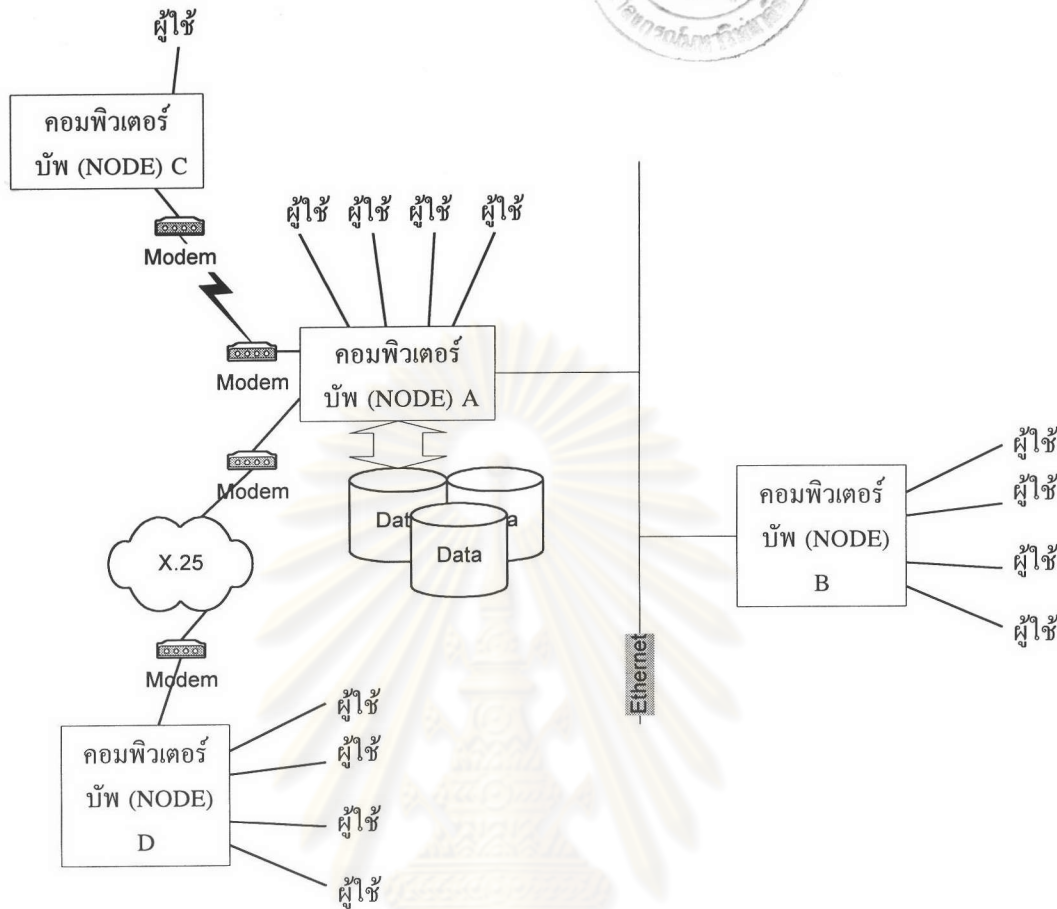 ผู้ใช้
คอมพิวเตอร์
บัพ (NODE) C
Modem
ผู้ใช้ ผู้ใช้ ผู้ใช้ ผู้ใช้
Modem
คอมพิวเตอร์
บัพ (NODE) A
Modem
Data
X.25
Modem
Ethernet
คอมพิวเตอร์
บัพ (NODE)
B
ผู้ใช้
ผู้ใช้
ผู้ใช้
ผู้ใช้
คอมพิวเตอร์
บัพ (NODE)
D
ผู้ใช้
ผู้ใช้
ผู้ใช้
ผู้ใช้